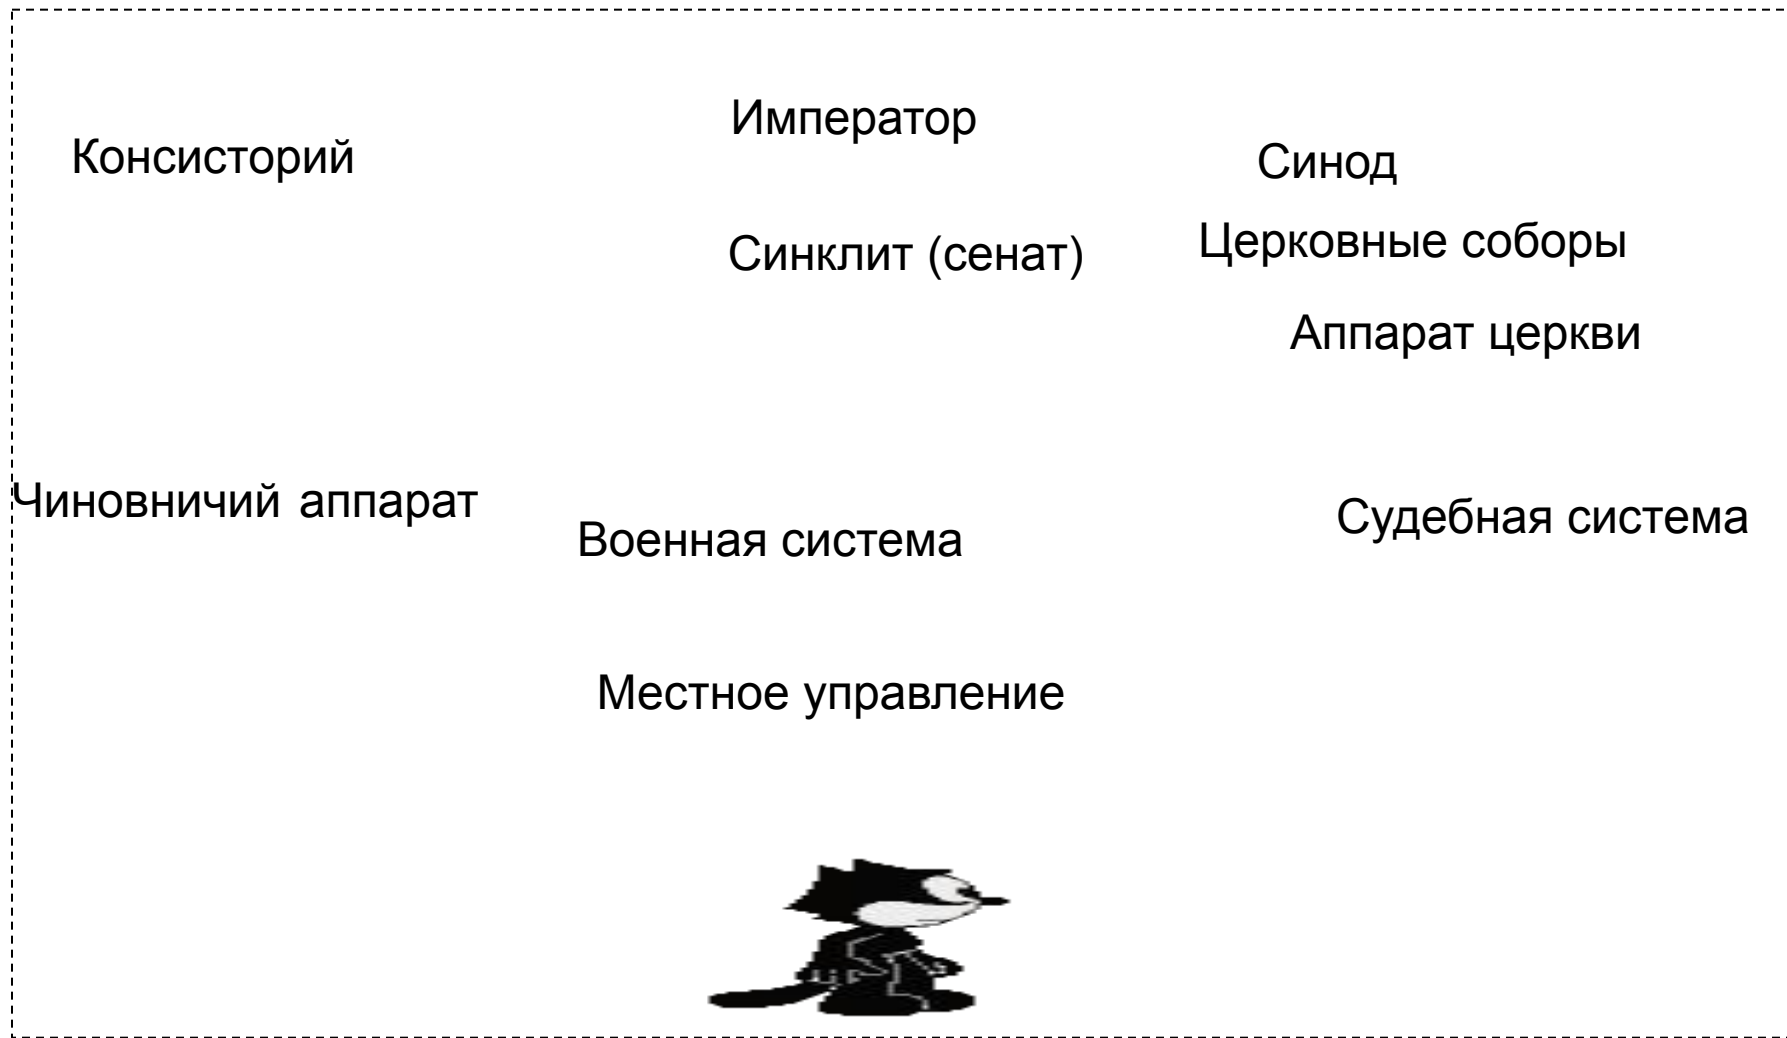 Император
Консисторий
Синод
Синклит (сенат)
Церковные соборы
Аппарат церкви
Чиновничий аппарат
Военная система
Судебная система
Местное управление